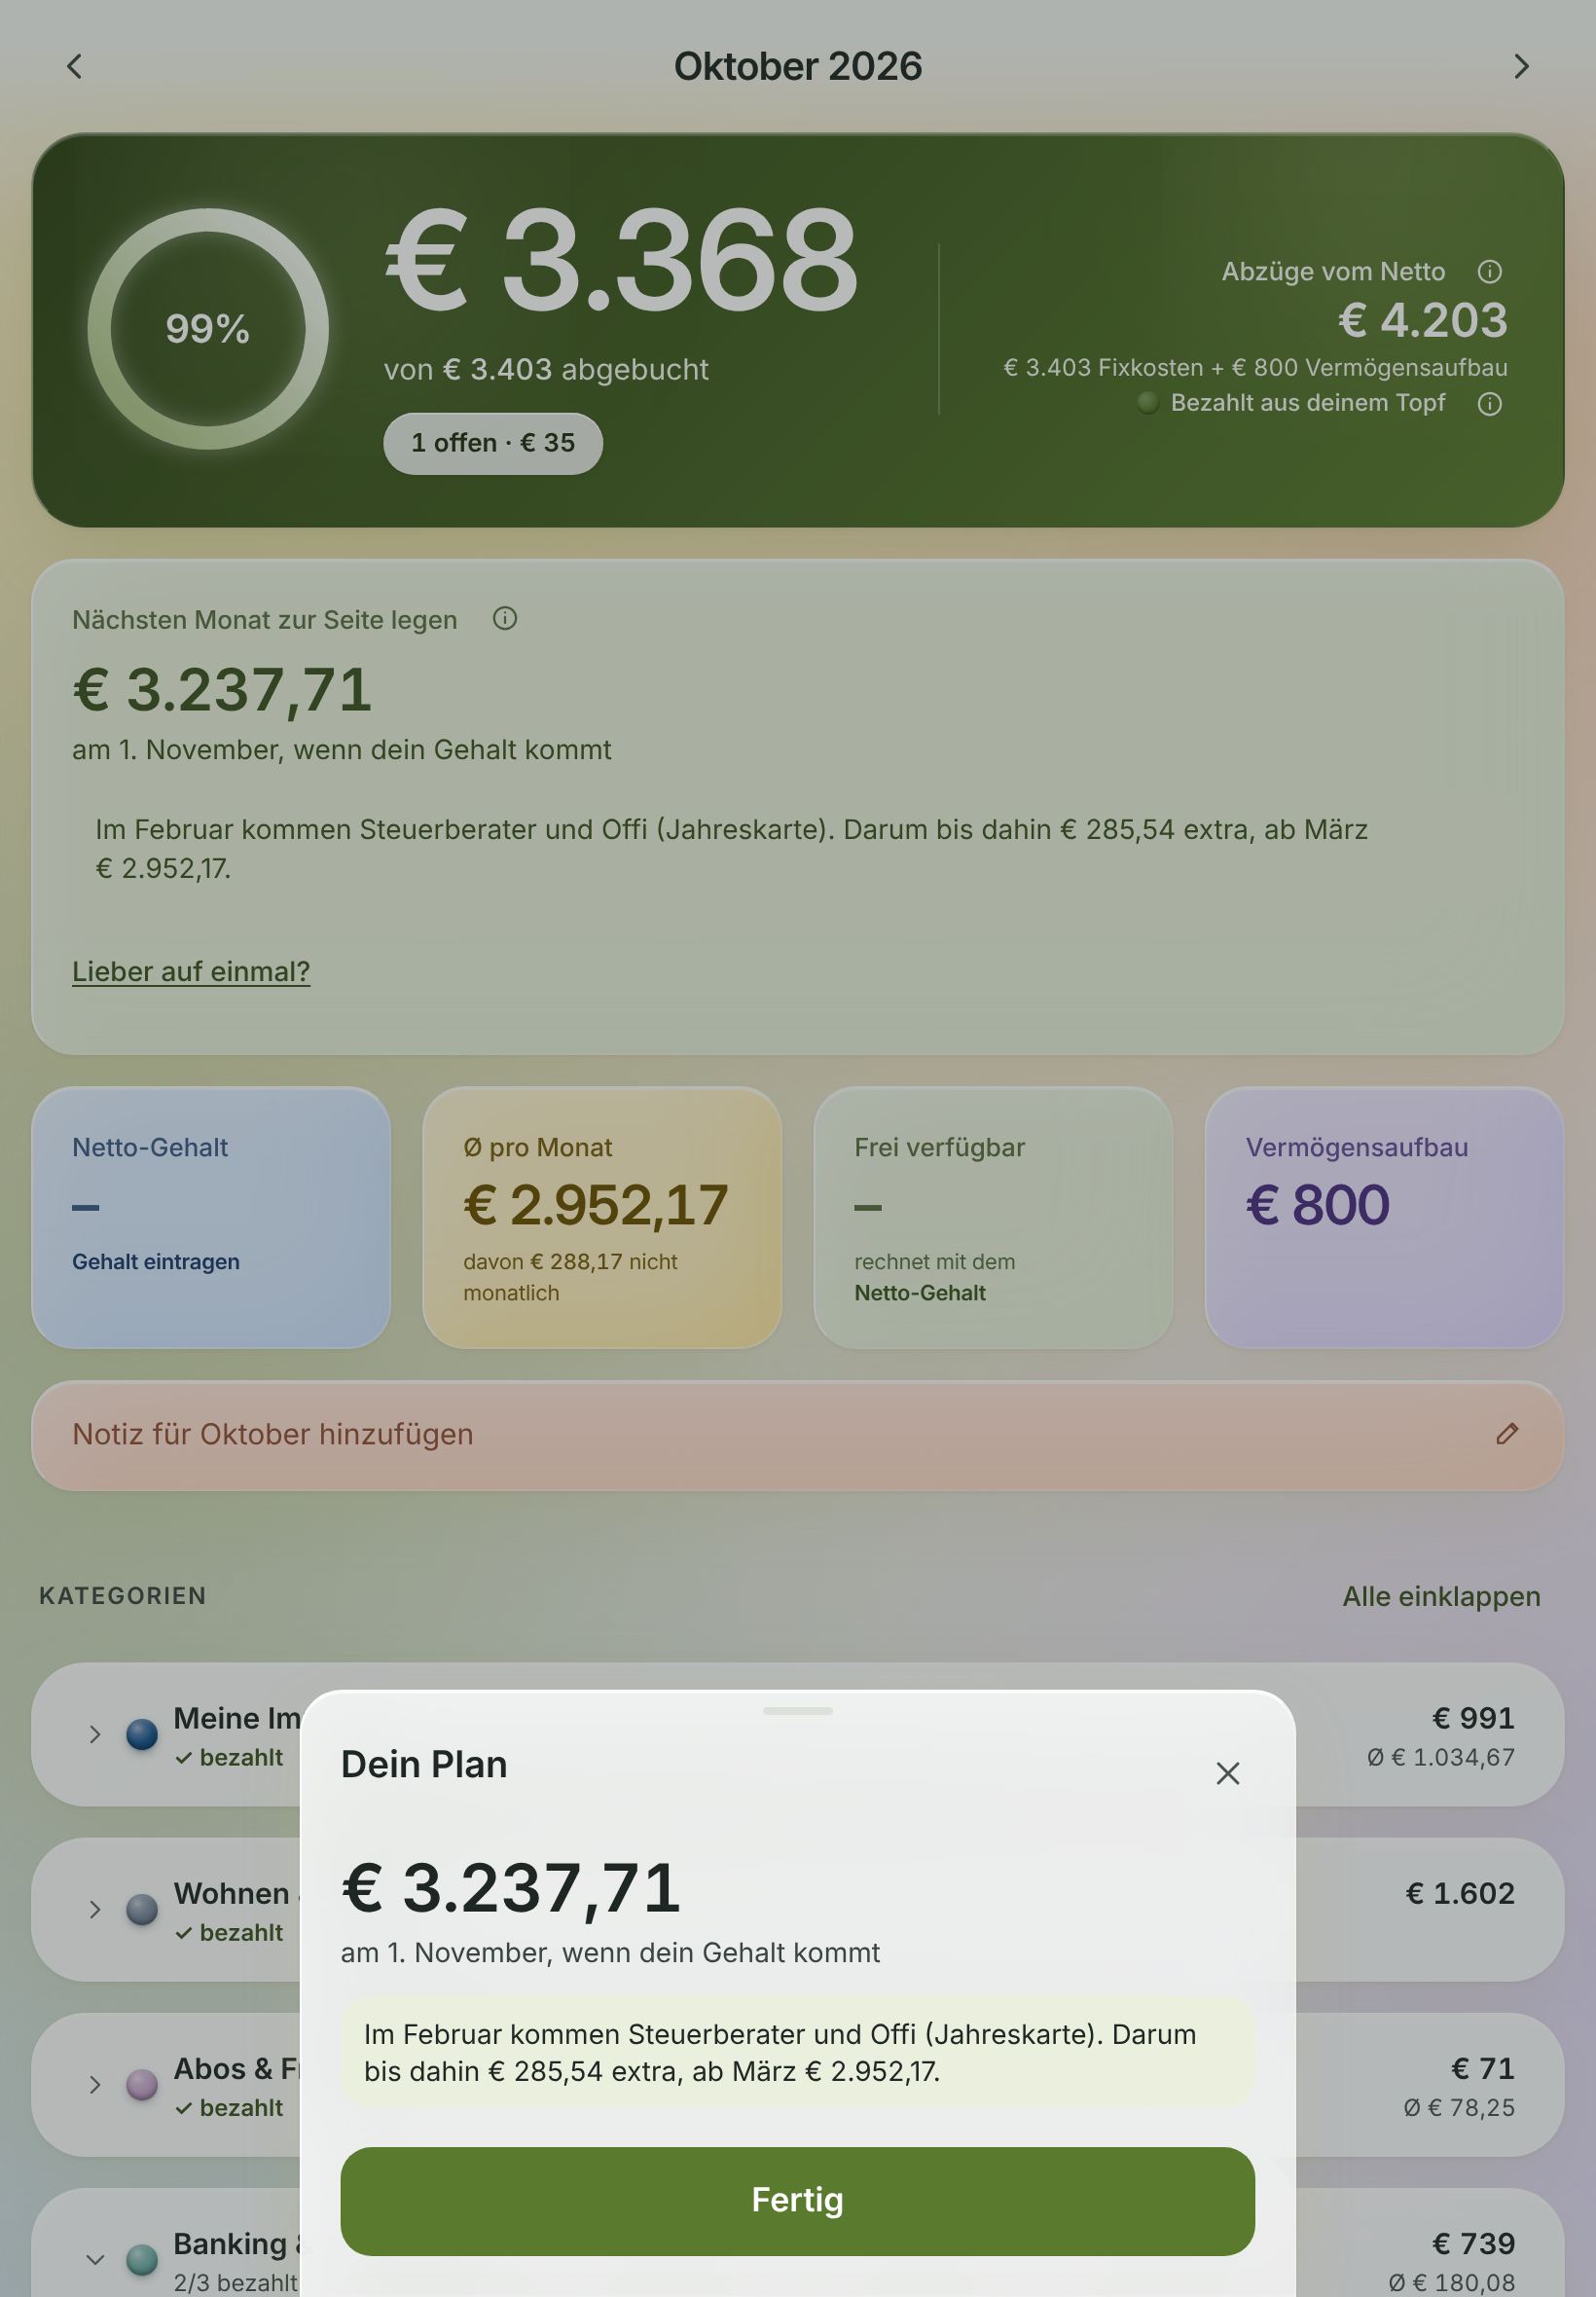 Oktober 2026
99%
€ 3.368
von € 3.403 abgebucht
1 offen · € 35
Abzüge vom Netto
€ 4.203
€ 3.403 Fixkosten + € 800 Vermögensaufbau
Bezahlt aus deinem Topf
Nächsten Monat zur Seite legen
€ 3.237,71
am 1. November, wenn dein Gehalt kommt
Im Februar kommen Steuerberater und Offi (Jahreskarte). Darum bis dahin € 285,54 extra, ab März
€ 2.952,17.
Lieber auf einmal?
Netto-Gehalt
–
Gehalt eintragen
Ø pro Monat
€ 2.952,17
davon € 288,17 nicht
monatlich
Frei verfügbar
–
rechnet mit dem
Netto-Gehalt
Vermögensaufbau
€ 800
Notiz für Oktober hinzufügen
KATEGORIEN
Alle einklappen
Meine Im
✓ bezahlt
€ 991
Ø € 1.034,67
Wohnen
✓ bezahlt
€ 1.602
Abos & F
✓ bezahlt
€ 71
Ø € 78,25
Banking &
2/3 bezahlt
€ 739
Ø € 180,08
Dein Plan
€ 3.237,71
am 1. November, wenn dein Gehalt kommt
Im Februar kommen Steuerberater und Offi (Jahreskarte). Darum
bis dahin € 285,54 extra, ab März € 2.952,17.
Fertig